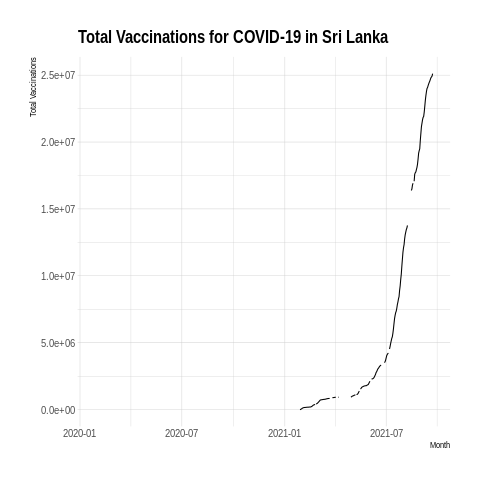 Total Vaccinations for COVID-19 in Sri Lanka
Total Vaccinations
2.5e+07
2.0e+07
1.5e+07
1.0e+07
5.0e+06
0.0e+00
2020-01 2020-07 2021-01 2021-07
Month